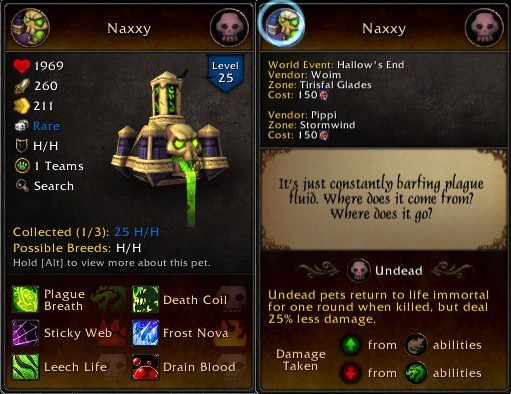 Naxxy
1969
Level
25
260
211
Rare
H/H
1 Teams
Search
Collected (1/3): 25 H/H
Possible Breeds: H/H
Hold [Alt] to view more about this pet.
Plague
Breath
Death Coil
Sticky Web
Frost Nova
Leech Life
Drain Blood
Naxxy
World Event: Hallow's End
Vendor: Woim
Zone: Tirisfal Glades
Cost: 150
Vendor: Pippi
Zone: Stormwind
Cost: 150
It's just constantly barfing plague
fluid. Where does it come from?
Where does it go?
Undead
Undead pets return to life immortal
for one round when killed, but deal
25% less damage.
Damage
Taken
from abilities
from abilities